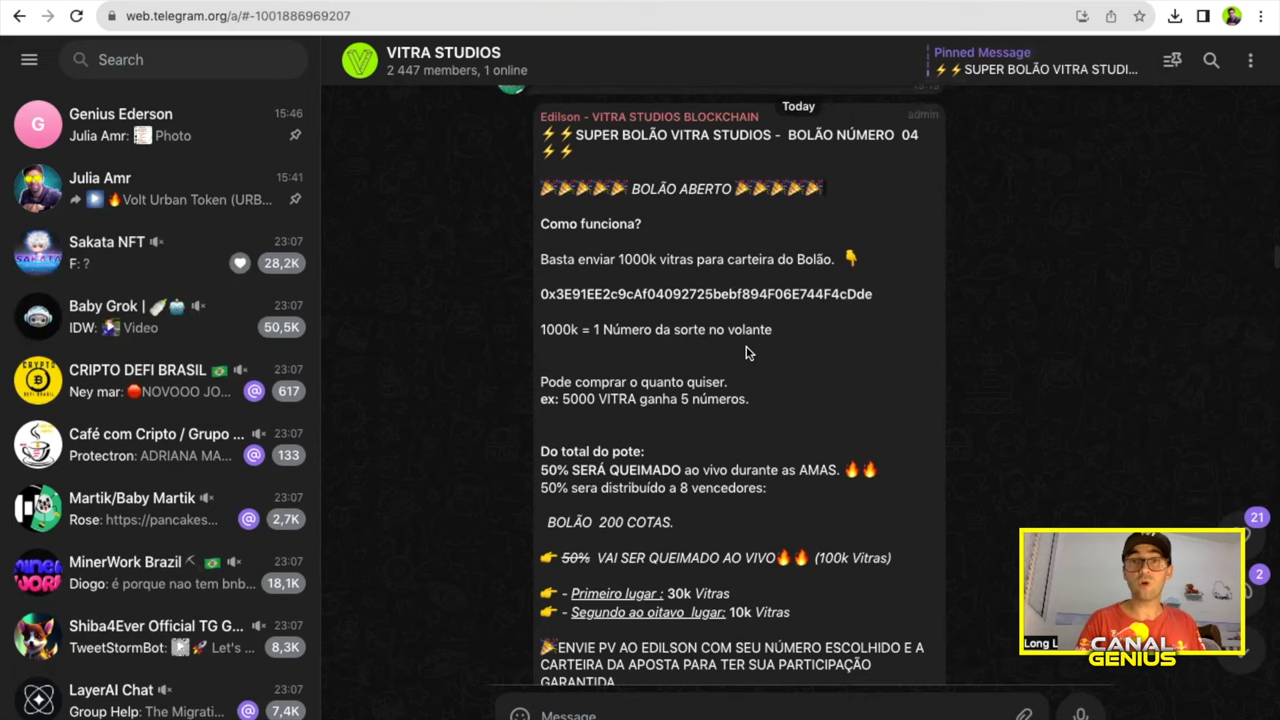 web.telegram.org/a/#-1001886969207
Search
VITRA STUDIOS
2 447 members, 1 online
Pinned Message
⚡⚡SUPER BOLÃO VITRA STUDI...
Genius Ederson
15:46
Julia Amr: Photo
Julia Amr
15:41
🔥Volt Urban Token (URB...
Sakata NFT
23:07
F: ?
28,2K
Baby Grok | 🍼🤖
23:07
IDW: Video
50,5K
CRIPTO DEFI BRASIL 🇧🇷
23:07
Ney mar: 🔴NOVOOO JO...
@ 617
Café com Cripto / Grupo ...
23:07
Protectron: ADRIANA MA...
@ 133
Martik/Baby Martik
23:07
Rose: https://pancakes...
@ 2,7K
MinerWork Brazil ⛏ 🇧🇷
23:07
Diogo: é porque nao tem bnb...
18,1K
Shiba4Ever Official TG G...
23:07
TweetStormBot: 🚀 Let's ...
8,3K
LayerAI Chat
23:07
Group Help: The Migrati...
@ 7,4K
15:15
Today
Edilson - VITRA STUDIOS BLOCKCHAIN
admin
⚡⚡SUPER BOLÃO VITRA STUDIOS - BOLÃO NÚMERO 04
⚡⚡
🎉🎉🎉🎉🎉 BOLÃO ABERTO 🎉🎉🎉🎉🎉
Como funciona?
Basta enviar 1000k vitras para carteira do Bolão. 👇
0x3E91EE2c9cAf04092725bebf894F06E744F4cDde
1000k = 1 Número da sorte no volante
Pode comprar o quanto quiser.
ex: 5000 VITRA ganha 5 números.
Do total do pote:
50% SERÁ QUEIMADO ao vivo durante as AMAS. 🔥🔥
50% sera distribuído a 8 vencedores:
BOLÃO 200 COTAS.
👉 50% VAI SER QUEIMADO AO VIVO🔥🔥 (100k Vitras)
👉 - Primeiro lugar : 30k Vitras
👉 - Segundo ao oitavo lugar: 10k Vitras
🎉ENVIE PV AO EDILSON COM SEU NÚMERO ESCOLHIDO E A
CARTEIRA DA APOSTA PARA TER SUA PARTICIPAÇÃO
GARANTIDA
Message
21
2
Long L
CANAL
GENIUS